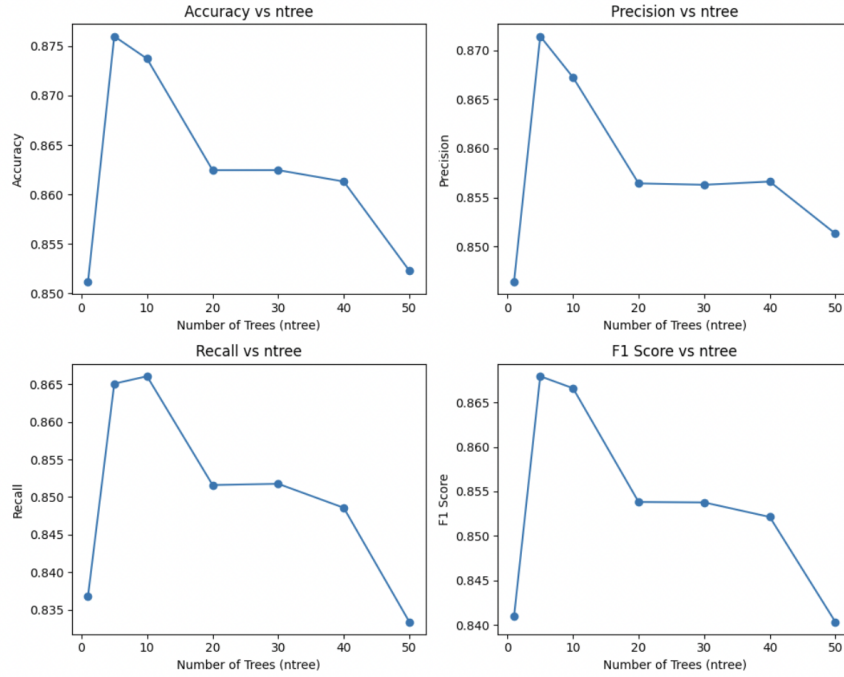 Accuracy vs ntree
0.875
0.870
0.865
0.860
0.855
0.850
Accuracy
0 10 20 30 40 50
Number of Trees (ntree)
Precision vs ntree
0.870
0.865
0.860
0.855
0.850
Precision
0 10 20 30 40 50
Number of Trees (ntree)
Recall vs ntree
0.865
0.860
0.855
0.850
0.845
0.840
0.835
Recall
0 10 20 30 40 50
Number of Trees (ntree)
F1 Score vs ntree
0.865
0.860
0.855
0.850
0.845
0.840
F1 Score
0 10 20 30 40 50
Number of Trees (ntree)